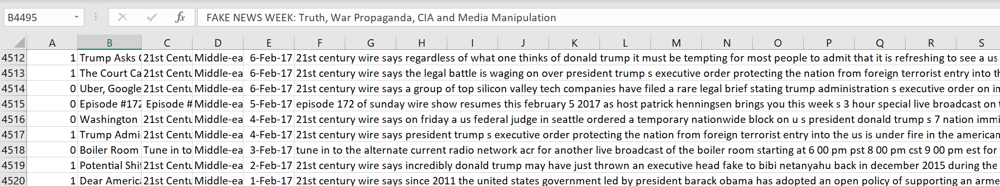 B4495 fx FAKE NEWS WEEK: Truth, War Propaganda, CIA and Media Manipulation
A B C D E F G H I J K L M N O P Q R S
4512 1 Trump Asks 21st Centu Middle-ea 6-Feb-17 21st century wire says regardless of what one thinks of donald trump it must be tempting for most people to admit that it is refreshing to see a us
4513 1 The Court Ca 21st Centu Middle-ea 6-Feb-17 21st century wire says the legal battle is waging on over president trump s executive order protecting the nation from foreign terrorist entry into th
4514 0 Uber, Google 21st Centu Middle-ea 6-Feb-17 21st century wire says a group of top silicon valley tech companies have filed a rare legal brief stating trump administration s executive order on im
4515 0 Episode #172 Episode # Middle-ea 5-Feb-17 episode 172 of sunday wire show resumes this february 5 2017 as host patrick henningsen brings you this week s 3 hour special live broadcast on t
4516 0 Washington 21st Centu Middle-ea 4-Feb-17 21st century wire says on friday a us federal judge in seattle ordered a temporary nationwide block on u s president donald trump s 7 nation immi
4517 1 Trump Admi 21st Centu Middle-ea 4-Feb-17 21st century wire says president trump s executive order protecting the nation from foreign terrorist entry into the us is under fire in the american
4518 0 Boiler Room Tune in to Middle-ea 3-Feb-17 tune in to the alternate current radio network acr for another live broadcast of the boiler room starting at 6 00 pm pst 8 00 pm cst 9 00 pm est for
4519 1 Potential Shi 21st Centu Middle-ea 2-Feb-17 21st century wire says incredibly donald trump may have just thrown an executive head fake to bibi netanyahu back in december 2015 during the
4520 1 Dear Americ 21st Centu Middle-ea 1-Feb-17 21st century wire says since 2011 the united states government led by president barack obama has adopted an open policy of supporting an arme